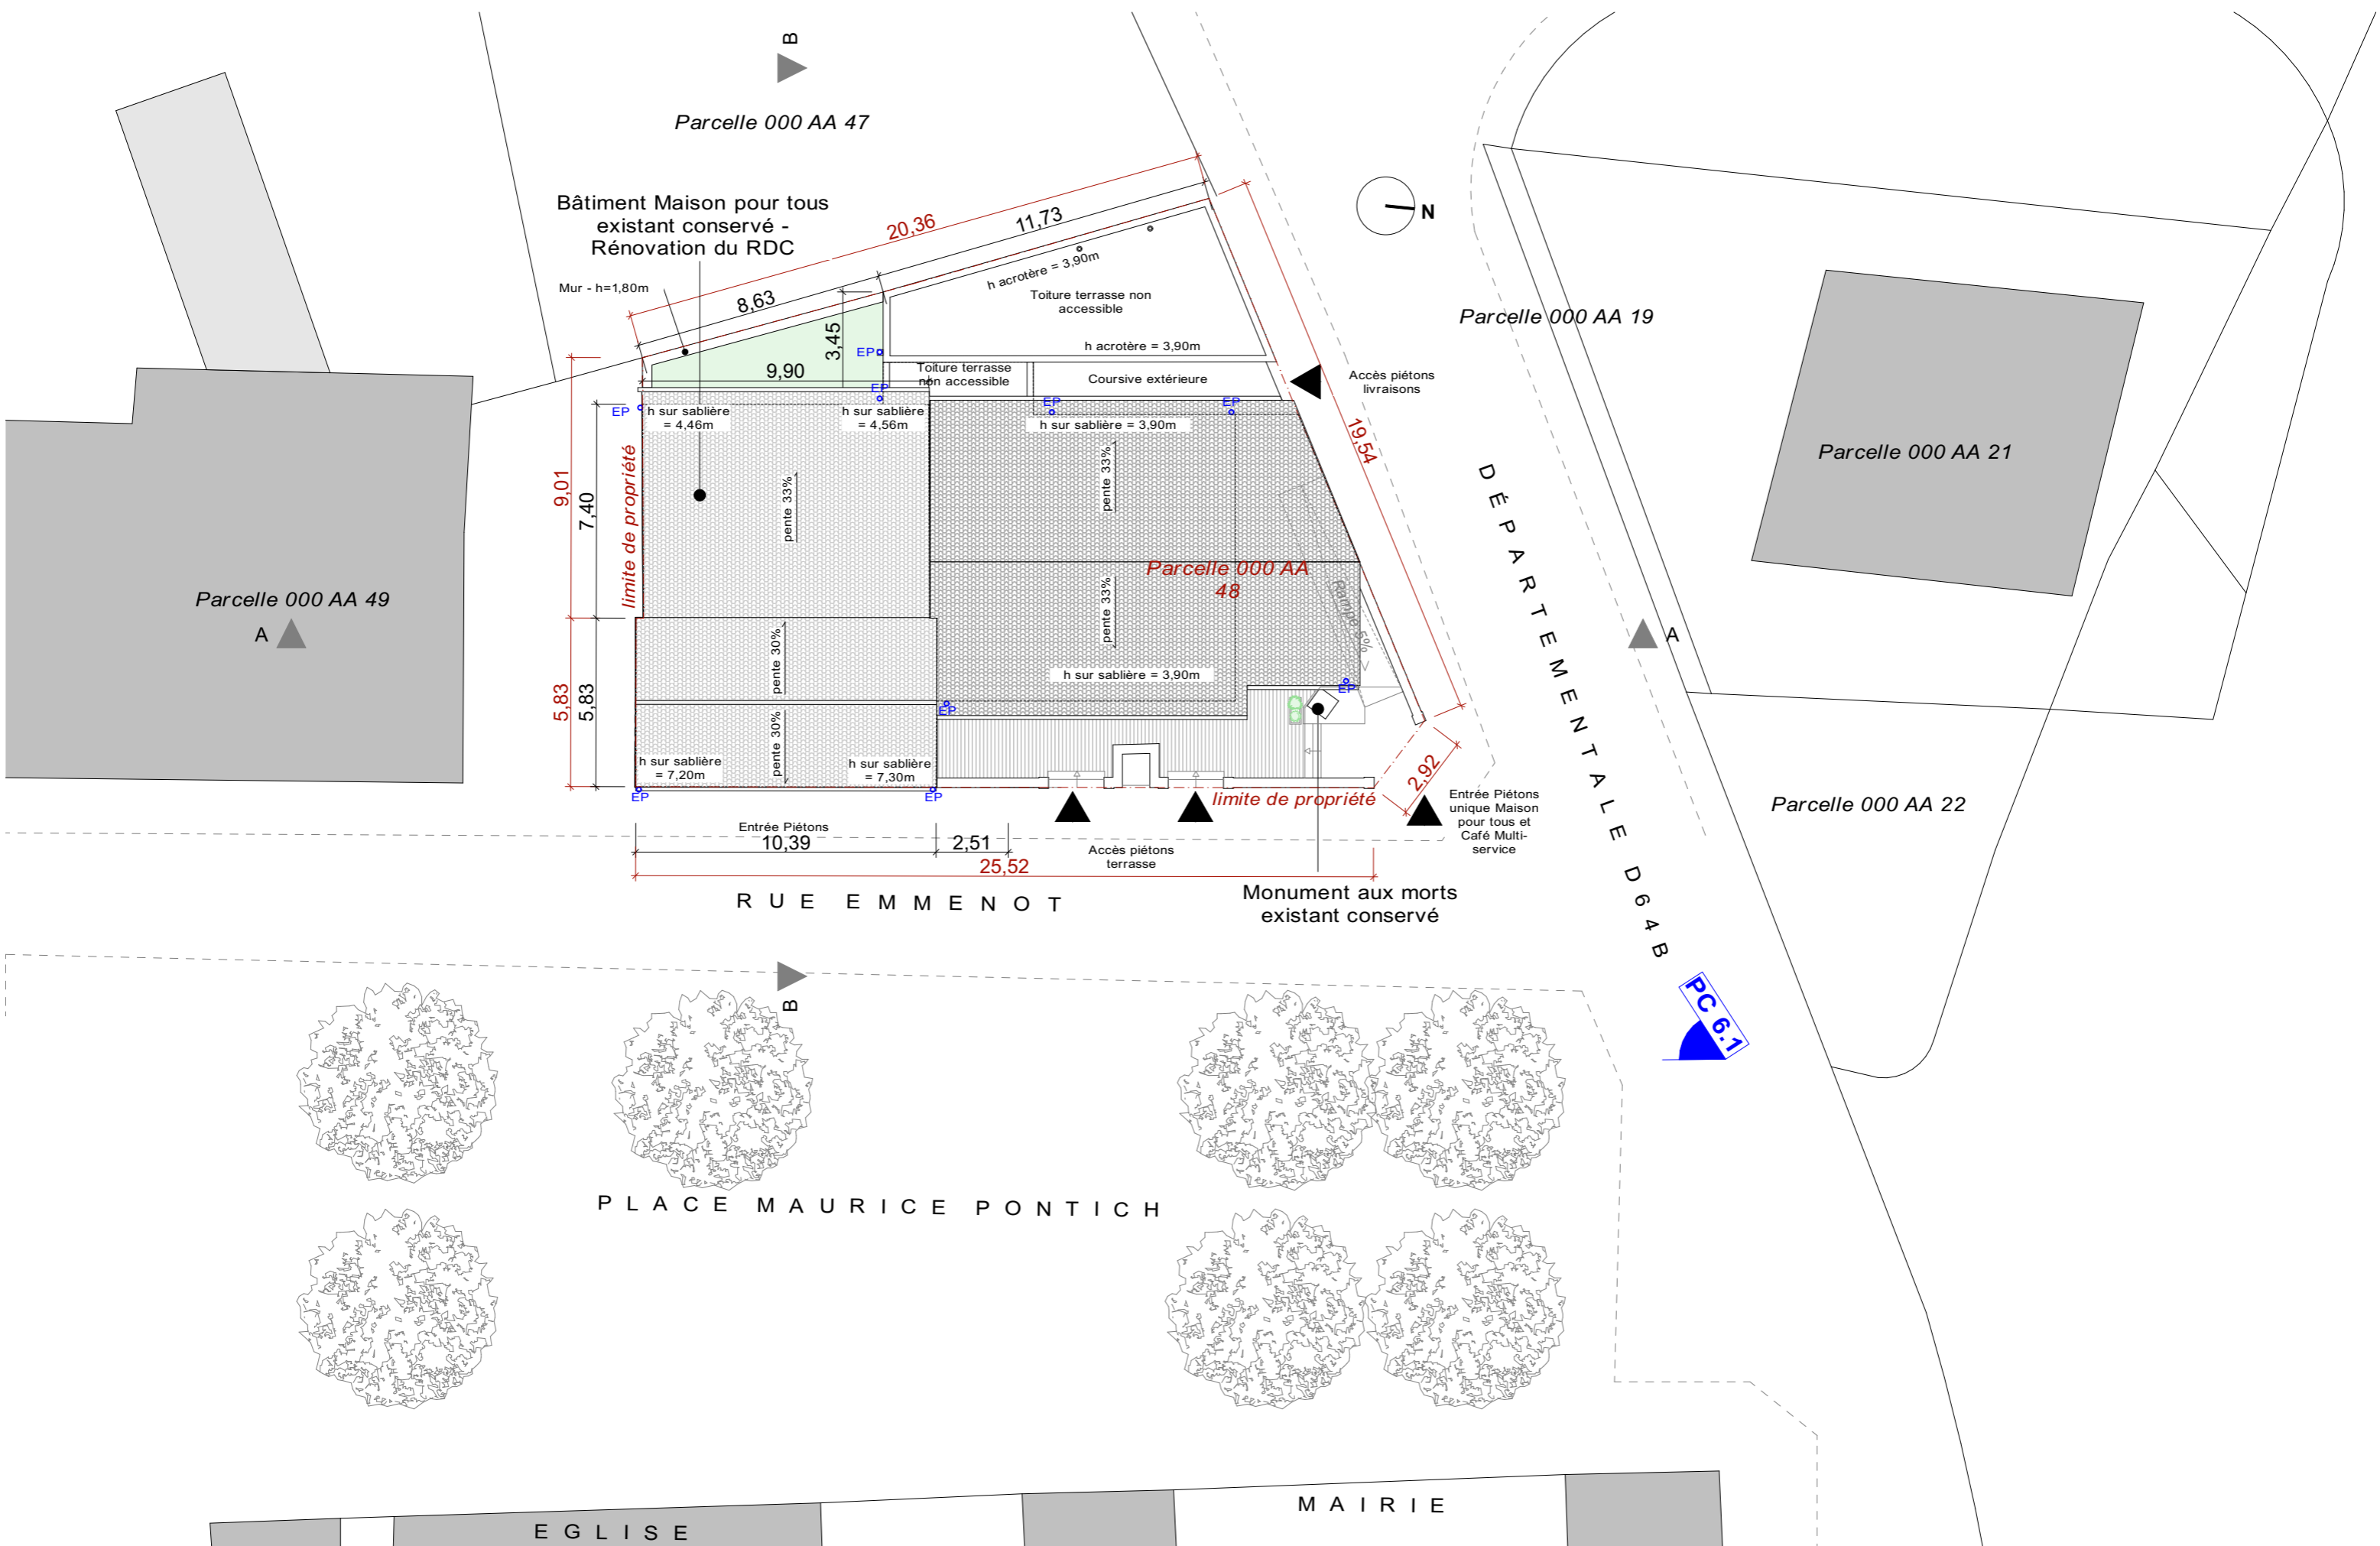 B
Parcelle 000 AA 47
Bâtiment Maison pour tous
existant conservé -
Rénovation du RDC
20,36
11,73
N
Mur - h=1,80m
8,63
3,45
h acrotère = 3,90m
Toiture terrasse non
accessible
Parcelle 000 AA 19
EP
h acrotère = 3,90m
9,90
Toiture terrasse
non accessible
Coursive extérieure
Accès piétons
livraisons
EP
EP
EP
EP
h sur sablière
= 4,46m
h sur sablière
= 4,56m
h sur sablière = 3,90m
19,54
Parcelle 000 AA 21
limite de propriété
9,01
7,40
pente 33%
pente 33%
DÉPARTEMENTALE D64B
Parcelle 000 AA
48
Parcelle 000 AA 49
A
pente 33%
Rampe 5%
A
pente 30%
h sur sablière = 3,90m
EP
EP
5,83
5,83
pente 30%
h sur sablière
= 7,20m
h sur sablière
= 7,30m
2,92
EP
EP
limite de propriété
Entrée Piétons
unique Maison
pour tous et
Café Multi-
service
Parcelle 000 AA 22
Entrée Piétons
10,39
2,51
Accès piétons
terrasse
25,52
RUE EMMENOT
Monument aux morts
existant conservé
B
PC 6.1
PLACE MAURICE PONTICH
MAIRIE
EGLISE